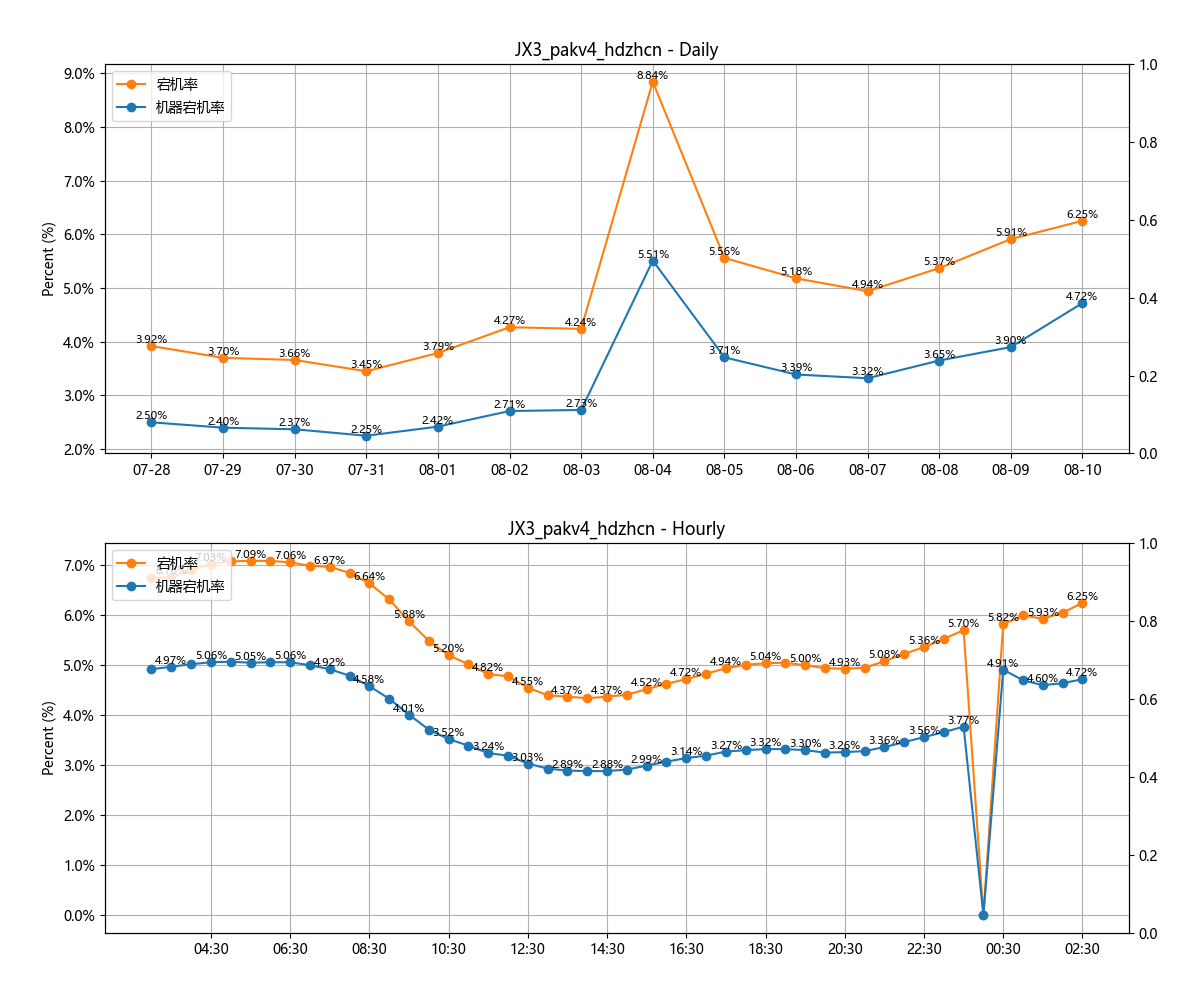 JX3_pakv4_hdzhcn - Daily
宕机率
机器宕机率
Percent (%)
9.0%
8.0%
7.0%
6.0%
5.0%
4.0%
3.0%
2.0%
1.0
0.8
0.6
0.4
0.2
0.0
3.92% 3.70% 3.66% 3.45% 3.79% 4.27% 4.24% 8.84% 5.56% 5.18% 4.94% 5.37% 5.91% 6.25%
2.50% 2.40% 2.37% 2.25% 2.42% 2.71% 2.73% 5.51% 3.71% 3.39% 3.32% 3.65% 3.90% 4.72%
07-28 07-29 07-30 07-31 08-01 08-02 08-03 08-04 08-05 08-06 08-07 08-08 08-09 08-10
JX3_pakv4_hdzhcn - Hourly
宕机率
机器宕机率
Percent (%)
7.0%
6.0%
5.0%
4.0%
3.0%
2.0%
1.0%
0.0%
1.0
0.8
0.6
0.4
0.2
0.0
7.03% 7.09% 7.06% 6.97% 6.64% 5.88% 5.20% 4.82% 4.55% 4.37% 4.37% 4.52% 4.72% 4.94% 5.04% 5.00% 4.93% 5.08% 5.36% 5.70% 5.82% 5.93% 6.25%
4.97% 5.06% 5.05% 5.06% 4.92% 4.58% 4.01% 3.52% 3.24% 3.03% 2.89% 2.88% 2.99% 3.14% 3.27% 3.32% 3.30% 3.26% 3.36% 3.56% 3.77% 4.91% 4.60% 4.72%
04:30 06:30 08:30 10:30 12:30 14:30 16:30 18:30 20:30 22:30 00:30 02:30